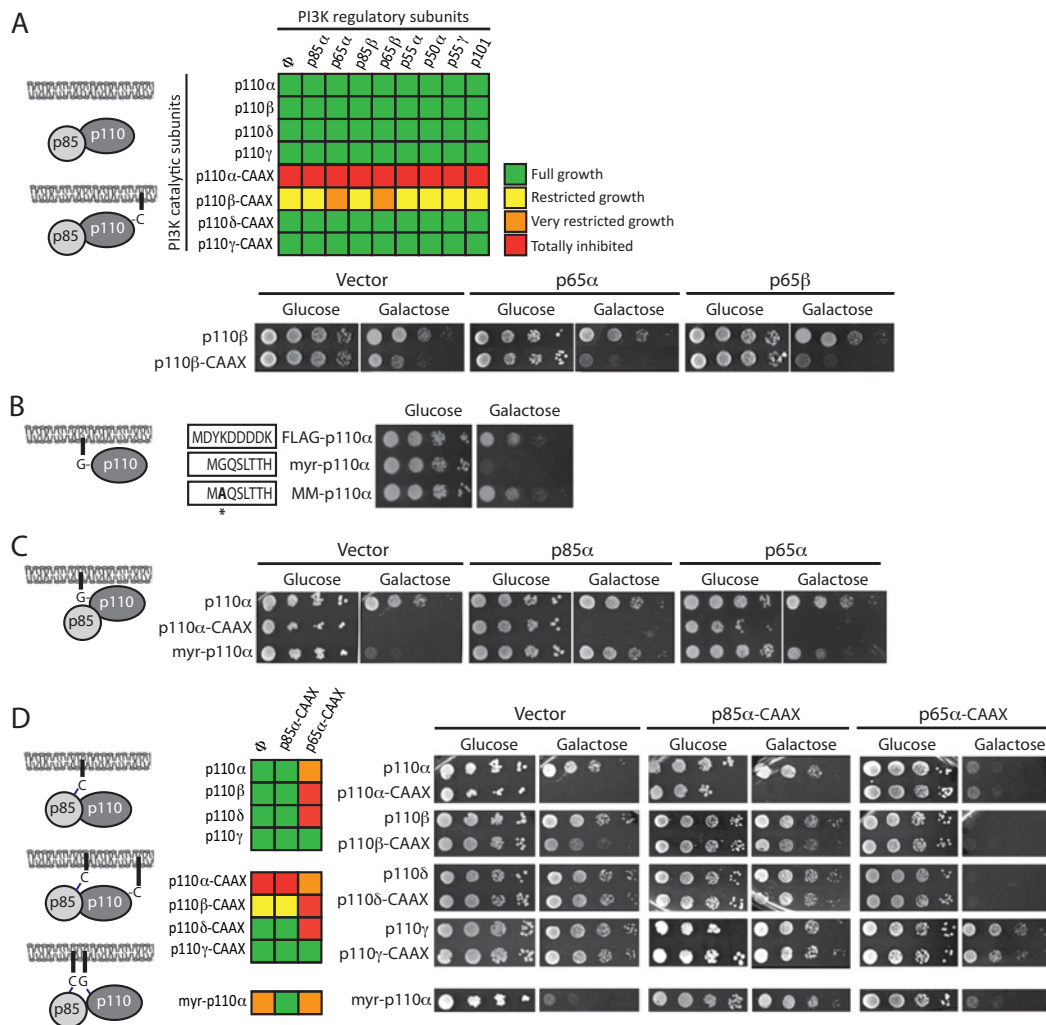 A
PI3K regulatory subunits
Φ p85α p65α p85β p65β p55α p50α p55γ p101
PI3K catalytic subunits
p110α
p110β
p110δ
p110γ
p110α-CAAX
p110β-CAAX
p110δ-CAAX
p110γ-CAAX
p85 p110
p85 p110 -C
Full growth
Restricted growth
Very restricted growth
Totally inhibited
Vector p65α p65β
Glucose Galactose Glucose Galactose Glucose Galactose
p110β
p110β-CAAX
B
G- p110
Glucose Galactose
MDYKDDDDK FLAG-p110α
MGQSLTTH myr-p110α
MAQSLTTH MM-p110α
*
C
G- p110
p85
Vector p85α p65α
Glucose Galactose Glucose Galactose Glucose Galactose
p110α
p110α-CAAX
myr-p110α
D
Φ p85α-CAAX p65α-CAAX
p110α
p110β
p110δ
p110γ
p110α-CAAX
p110β-CAAX
p110δ-CAAX
p110γ-CAAX
myr-p110α
C
p85 p110
C
p85 p110 -C
C G
p85 p110
Vector p85α-CAAX p65α-CAAX
Glucose Galactose Glucose Galactose Glucose Galactose
p110α
p110α-CAAX
p110β
p110β-CAAX
p110δ
p110δ-CAAX
p110γ
p110γ-CAAX
myr-p110α